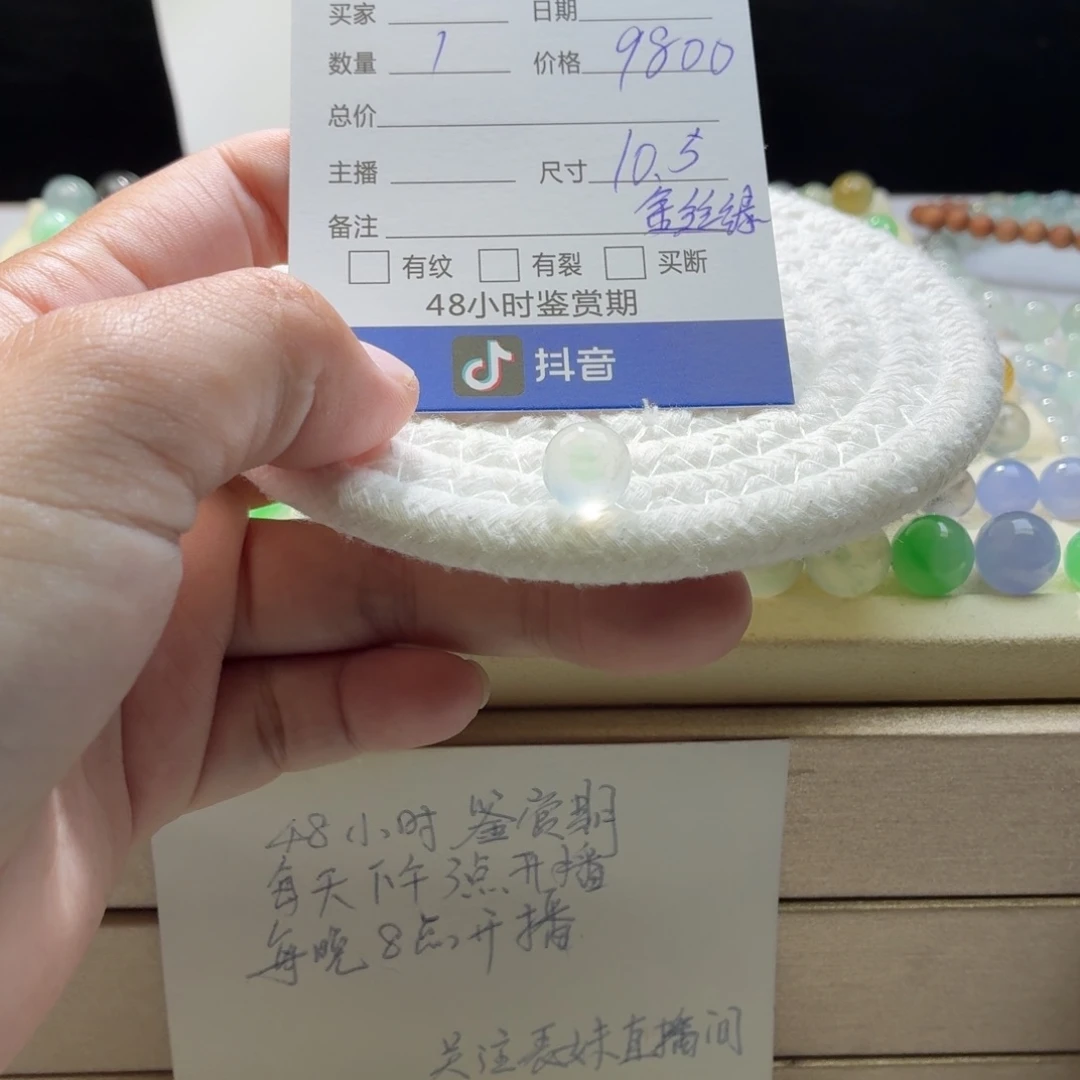 买家 日期
数量 1 价格 9800
总价
主播 尺寸 10.5
金丝绿
备注
有纹 有裂 买断
48小时鉴赏期
抖音
48小时鉴赏期
每天下午3点开播
每晚8点开播
关注表妹直播间